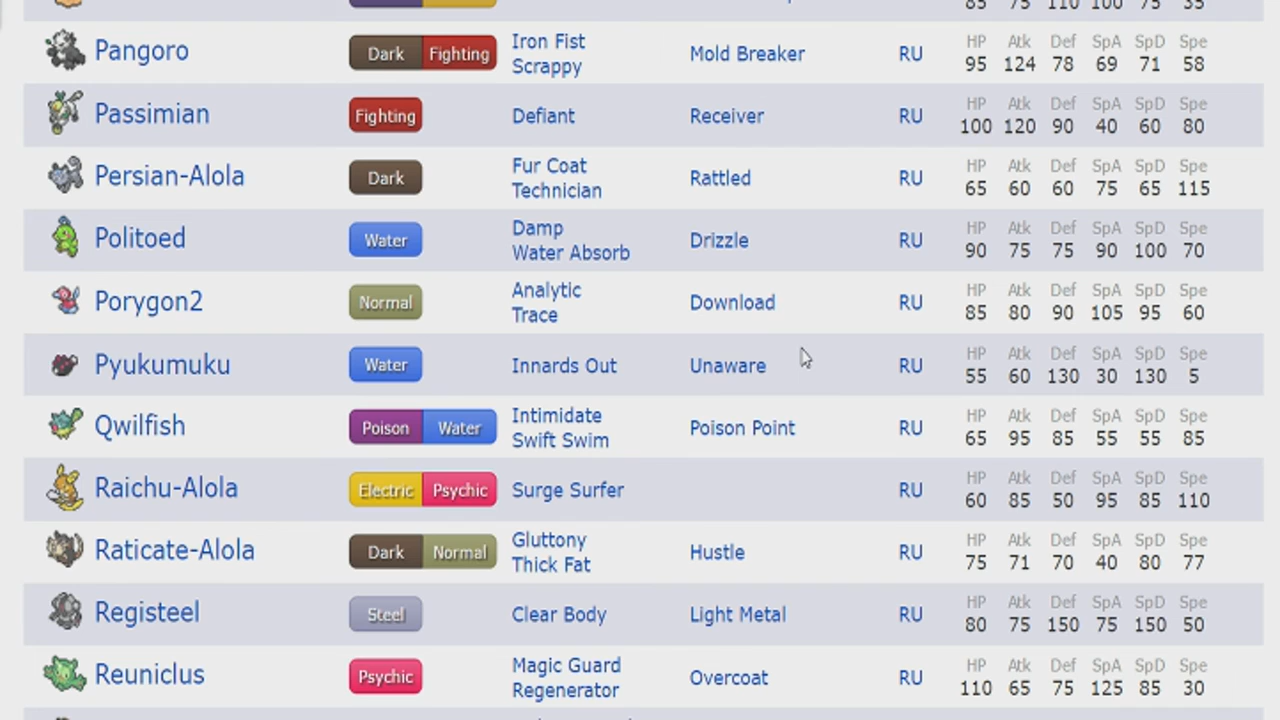 85 75 110 100 75 35
Pangoro Dark Fighting Iron Fist Scrappy Mold Breaker RU HP 95 Atk 124 Def 78 SpA 69 SpD 71 Spe 58
Passimian Fighting Defiant Receiver RU HP 100 Atk 120 Def 90 SpA 40 SpD 60 Spe 80
Persian-Alola Dark Fur Coat Technician Rattled RU HP 65 Atk 60 Def 60 SpA 75 SpD 65 Spe 115
Politoed Water Damp Water Absorb Drizzle RU HP 90 Atk 75 Def 75 SpA 90 SpD 100 Spe 70
Porygon2 Normal Analytic Trace Download RU HP 85 Atk 80 Def 90 SpA 105 SpD 95 Spe 60
Pyukumuku Water Innards Out Unaware RU HP 55 Atk 60 Def 130 SpA 30 SpD 130 Spe 5
Qwilfish Poison Water Intimidate Swift Swim Poison Point RU HP 65 Atk 95 Def 85 SpA 55 SpD 55 Spe 85
Raichu-Alola Electric Psychic Surge Surfer RU HP 60 Atk 85 Def 50 SpA 95 SpD 85 Spe 110
Raticate-Alola Dark Normal Gluttony Thick Fat Hustle RU HP 75 Atk 71 Def 70 SpA 40 SpD 80 Spe 77
Registeel Steel Clear Body Light Metal RU HP 80 Atk 75 Def 150 SpA 75 SpD 150 Spe 50
Reuniclus Psychic Magic Guard Regenerator Overcoat RU HP 110 Atk 65 Def 75 SpA 125 SpD 85 Spe 30